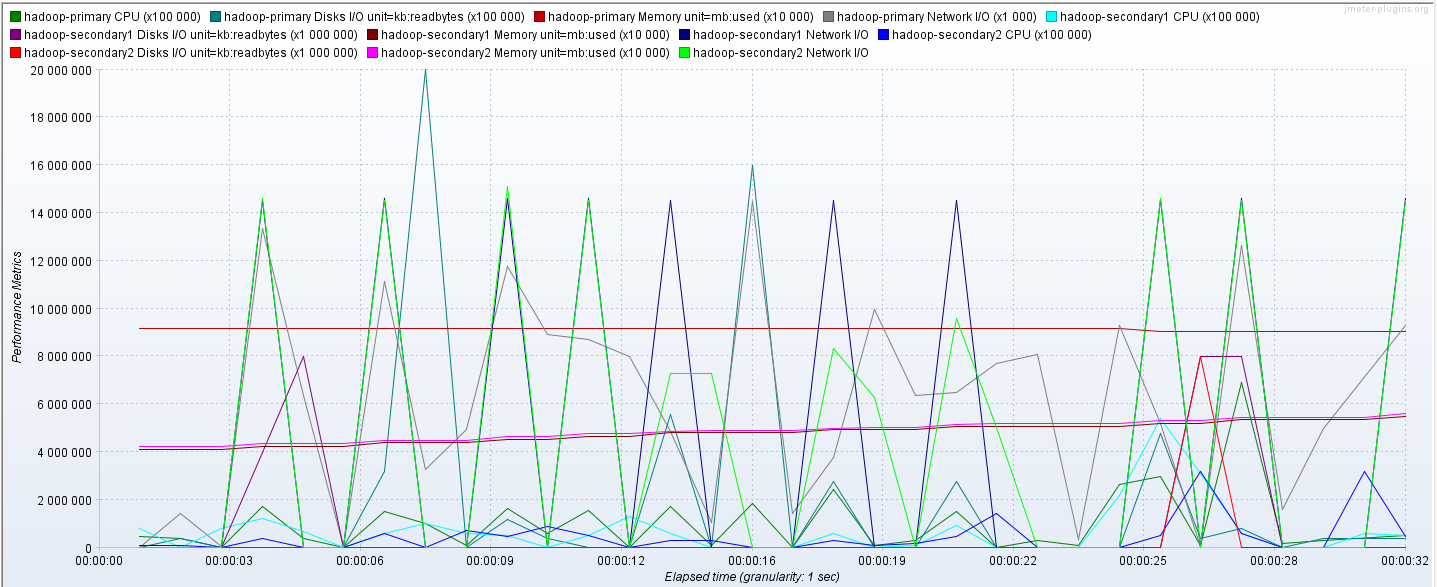 jmeter-plugins.org
hadoop-primary CPU (x100 000) hadoop-primary Disks I/O unit=kb:readbytes (x100 000) hadoop-primary Memory unit=mb:used (x10 000) hadoop-primary Network I/O (x1 000) hadoop-secondary1 CPU (x100 000)
hadoop-secondary1 Disks I/O unit=kb:readbytes (x1 000 000) hadoop-secondary1 Memory unit=mb:used (x10 000) hadoop-secondary1 Network I/O hadoop-secondary2 CPU (x100 000)
hadoop-secondary2 Disks I/O unit=kb:readbytes (x1 000 000) hadoop-secondary2 Memory unit=mb:used (x10 000) hadoop-secondary2 Network I/O
20 000 000
18 000 000
16 000 000
14 000 000
12 000 000
10 000 000
8 000 000
6 000 000
4 000 000
2 000 000
0
Performance Metrics
00:00:00 00:00:03 00:00:06 00:00:09 00:00:12 00:00:16 00:00:19 00:00:22 00:00:25 00:00:28 00:00:32
Elapsed time (granularity: 1 sec)